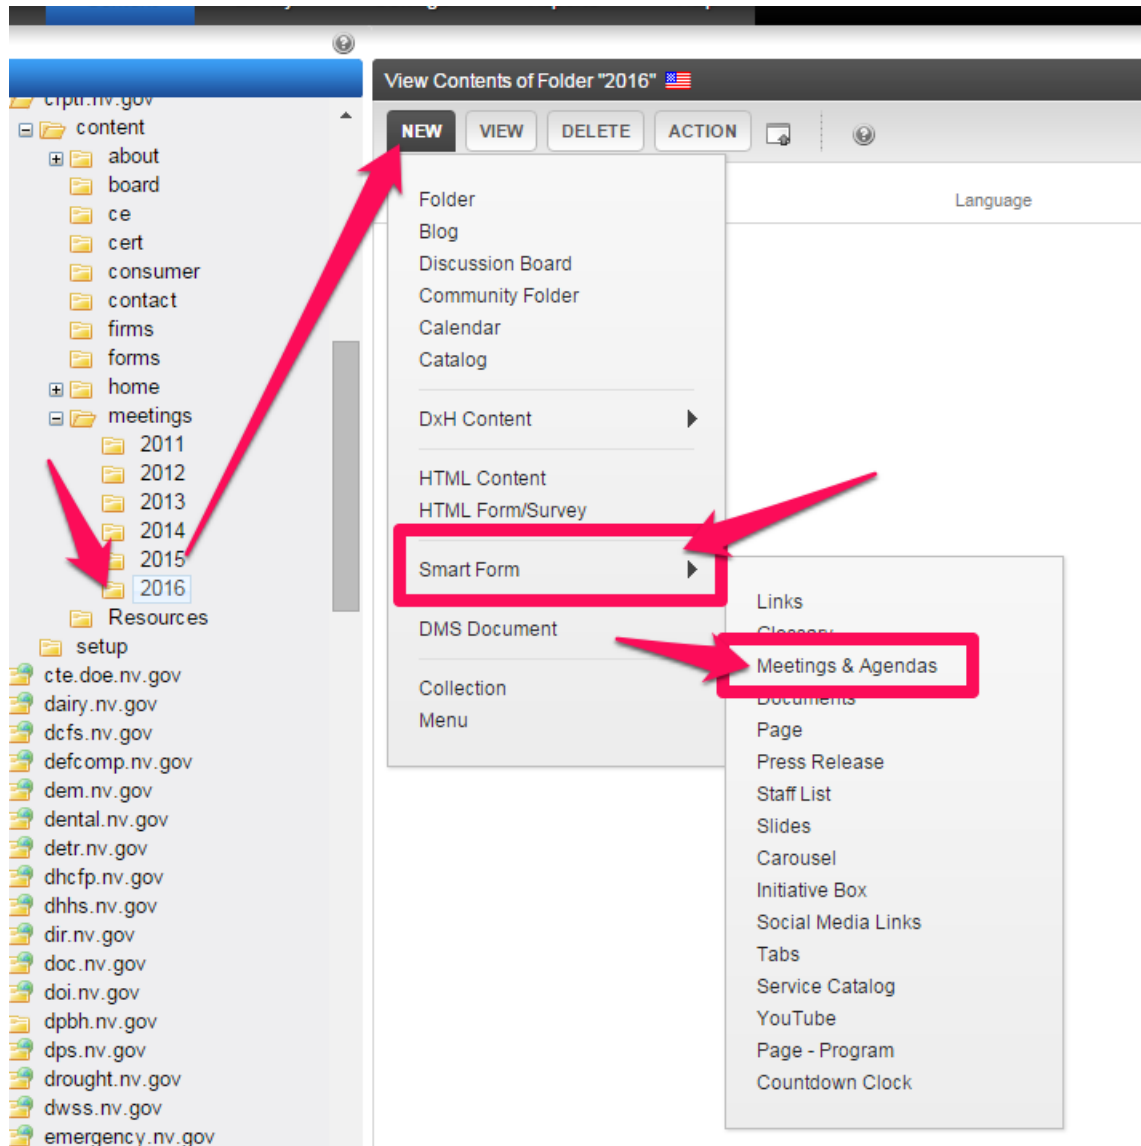 View Contents of Folder "2016"
NEW VIEW DELETE ACTION
Language
content
about
board
ce
cert
consumer
contact
firms
forms
home
meetings
2011
2012
2013
2014
2015
2016
Resources
setup
cte.doe.nv.gov
dairy.nv.gov
dcfs.nv.gov
defcomp.nv.gov
dem.nv.gov
dental.nv.gov
detr.nv.gov
dhcfp.nv.gov
dhhs.nv.gov
dir.nv.gov
doc.nv.gov
doi.nv.gov
dpbh.nv.gov
dps.nv.gov
drought.nv.gov
dwss.nv.gov
emergency.nv.gov
Folder
Blog
Discussion Board
Community Folder
Calendar
Catalog
DxH Content
HTML Content
HTML Form/Survey
Smart Form
DMS Document
Collection
Menu
Links
Glossary
Meetings & Agendas
Documents
Page
Press Release
Staff List
Slides
Carousel
Initiative Box
Social Media Links
Tabs
Service Catalog
YouTube
Page - Program
Countdown Clock